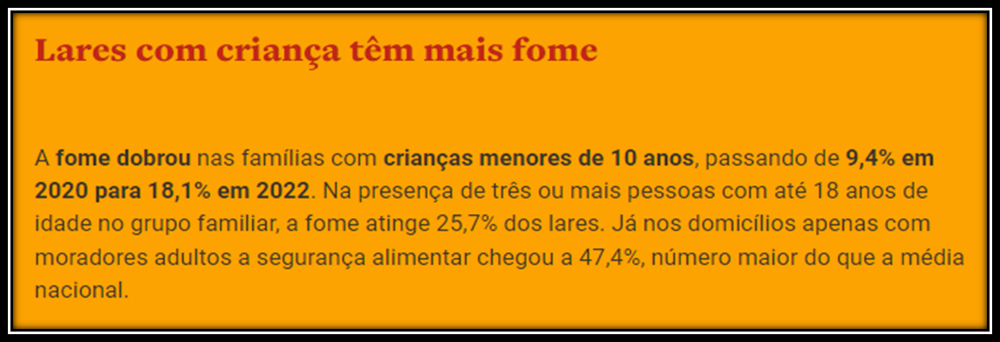 Lares com criança têm mais fome
A fome dobrou nas famílias com crianças menores de 10 anos, passando de 9,4% em
2020 para 18,1% em 2022. Na presença de três ou mais pessoas com até 18 anos de
idade no grupo familiar, a fome atinge 25,7% dos lares. Já nos domicílios apenas com
moradores adultos a segurança alimentar chegou a 47,4%, número maior do que a média
nacional.